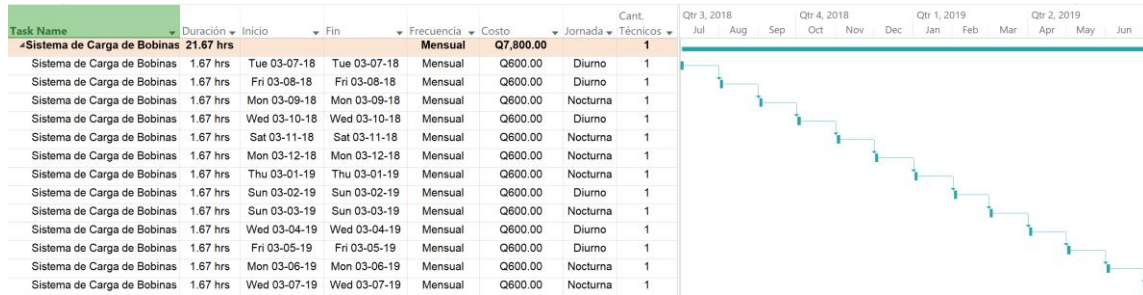 Cant. Qtr 3, 2018 Qtr 4, 2018 Qtr 1, 2019 Qtr 2, 2019
Task Name Duración Inicio Fin Frecuencia Costo Jornada Técnicos Jul Aug Sep Oct Nov Dec Jan Feb Mar Apr May Jun
Sistema de Carga de Bobinas 21.67 hrs Mensual Q7,800.00 1
Sistema de Carga de Bobinas 1.67 hrs Tue 03-07-18 Tue 03-07-18 Mensual Q600.00 Diurno 1
Sistema de Carga de Bobinas 1.67 hrs Fri 03-08-18 Fri 03-08-18 Mensual Q600.00 Diurno 1
Sistema de Carga de Bobinas 1.67 hrs Mon 03-09-18 Mon 03-09-18 Mensual Q600.00 Nocturna 1
Sistema de Carga de Bobinas 1.67 hrs Wed 03-10-18 Wed 03-10-18 Mensual Q600.00 Diurno 1
Sistema de Carga de Bobinas 1.67 hrs Sat 03-11-18 Sat 03-11-18 Mensual Q600.00 Nocturna 1
Sistema de Carga de Bobinas 1.67 hrs Mon 03-12-18 Mon 03-12-18 Mensual Q600.00 Nocturna 1
Sistema de Carga de Bobinas 1.67 hrs Thu 03-01-19 Thu 03-01-19 Mensual Q600.00 Nocturna 1
Sistema de Carga de Bobinas 1.67 hrs Sun 03-02-19 Sun 03-02-19 Mensual Q600.00 Diurno 1
Sistema de Carga de Bobinas 1.67 hrs Sun 03-03-19 Sun 03-03-19 Mensual Q600.00 Nocturna 1
Sistema de Carga de Bobinas 1.67 hrs Wed 03-04-19 Wed 03-04-19 Mensual Q600.00 Diurno 1
Sistema de Carga de Bobinas 1.67 hrs Fri 03-05-19 Fri 03-05-19 Mensual Q600.00 Diurno 1
Sistema de Carga de Bobinas 1.67 hrs Mon 03-06-19 Mon 03-06-19 Mensual Q600.00 Nocturna 1
Sistema de Carga de Bobinas 1.67 hrs Wed 03-07-19 Wed 03-07-19 Mensual Q600.00 Nocturna 1